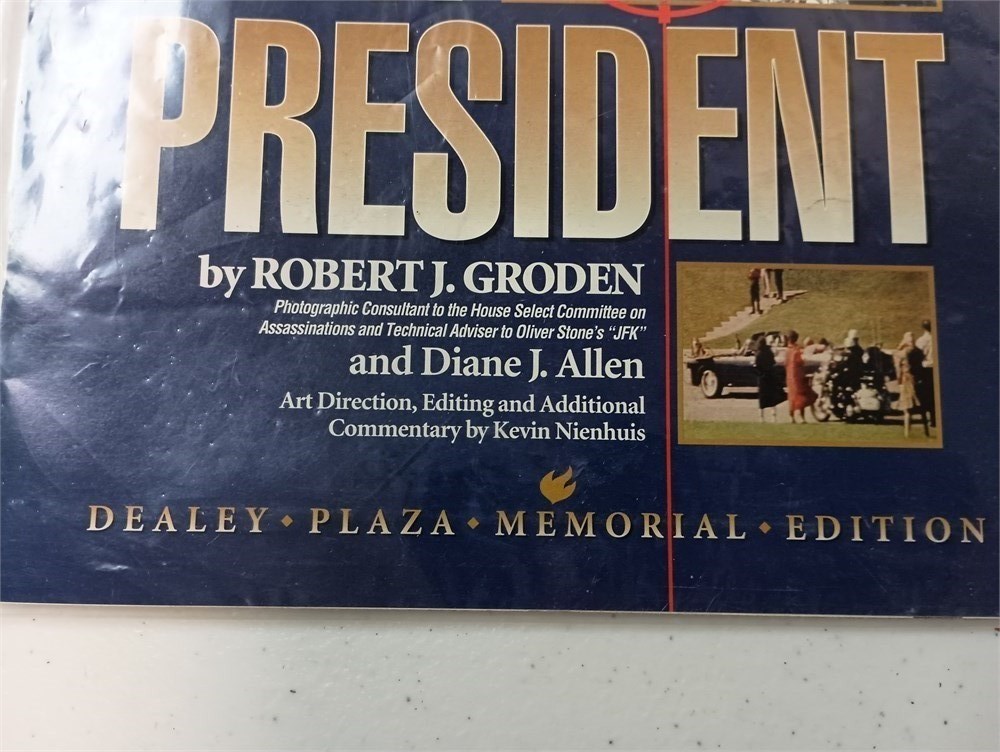 PRESIDENT
by ROBERT J. GRODEN
Photographic Consultant to the House Select Committee on
Assassinations and Technical Adviser to Oliver Stone's "JFK"
and Diane J. Allen
Art Direction, Editing and Additional
Commentary by Kevin Nienhuis
DEALEY ◆ PLAZA ◆ MEMORIAL ◆ EDITION